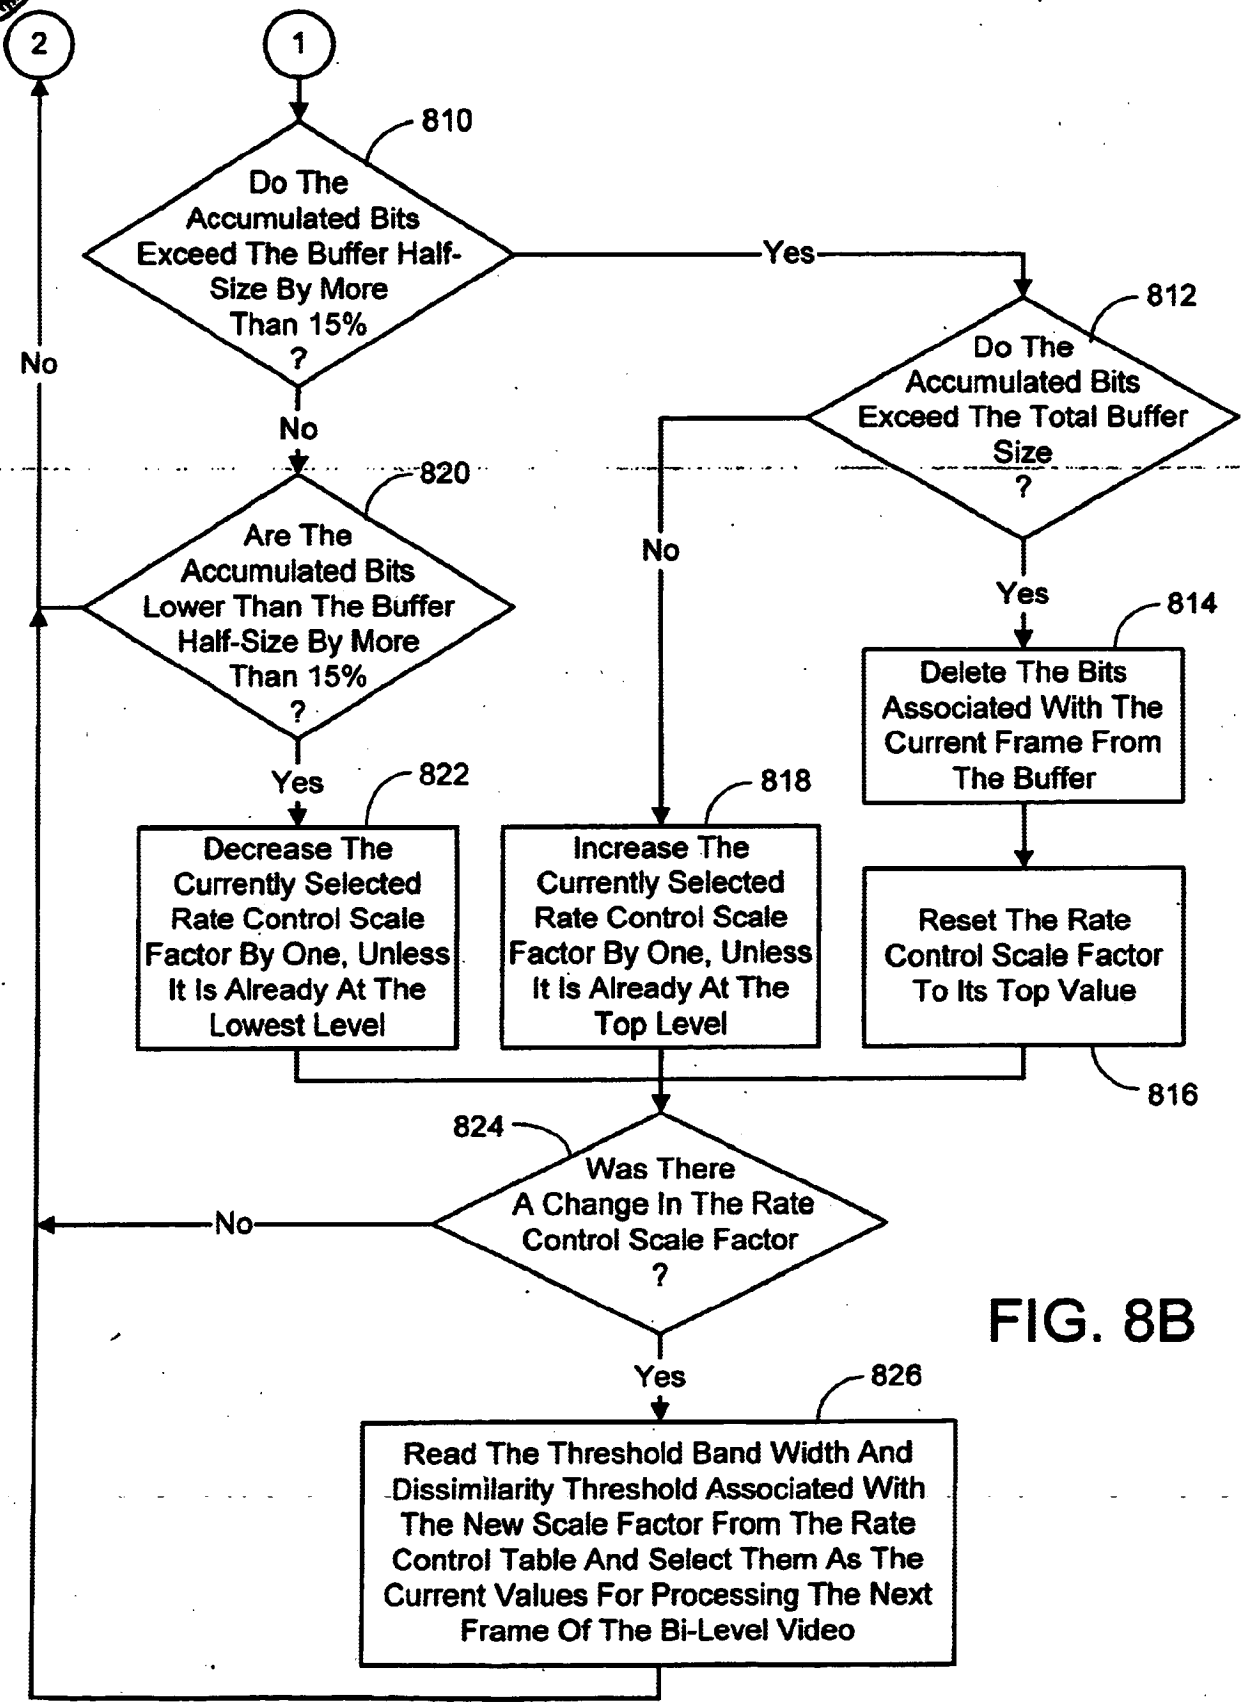 2
1
810
Do The
Accumulated Bits
Exceed The Buffer Half-
Size By More
Than 15%
?
Yes
812
Do The
Accumulated Bits
Exceed The Total Buffer
Size
?
No
No
820
Are The
Accumulated Bits
Lower Than The Buffer
Half-Size By More
Than 15%
?
No
Yes
814
Delete The Bits
Associated With The
Current Frame From
The Buffer
Yes
822
Decrease The
Currently Selected
Rate Control Scale
Factor By One, Unless
It Is Already At The
Lowest Level
818
Increase The
Currently Selected
Rate Control Scale
Factor By One, Unless
It Is Already At The
Top Level
Reset The Rate
Control Scale Factor
To Its Top Value
816
824
Was There
A Change In The Rate
Control Scale Factor
?
No
FIG. 8B
Yes
826
Read The Threshold Band Width And
Dissimilarity Threshold Associated With
The New Scale Factor From The Rate
Control Table And Select Them As The
Current Values For Processing The Next
Frame Of The Bi-Level Video